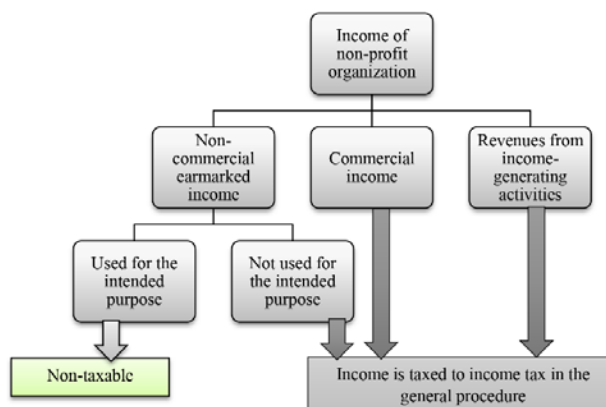 Income of
non-profit
organization
Non-
commercial
earmarked
income
Commercial
income
Revenues from
income-
generating
activities
Used for the
intended
purpose
Not used for
the intended
purpose
Non-taxable
Income is taxed to income tax in the
general procedure